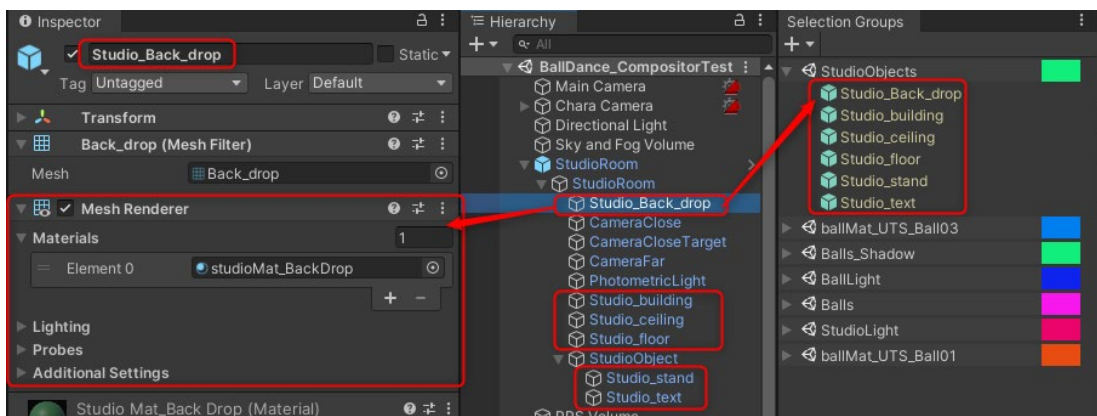 Inspector
Studio_Back_drop
Static
Tag Untagged Layer Default
Transform
Back_drop (Mesh Filter)
Mesh Back_drop
Mesh Renderer
Materials 1
Element 0 studioMat_BackDrop
+ −
Lighting
Probes
Additional Settings
Studio Mat_Back Drop (Material)
Hierarchy
All
BallDance_CompositorTest
Main Camera
Chara Camera
Directional Light
Sky and Fog Volume
StudioRoom
StudioRoom
Studio_Back_drop
CameraClose
CameraCloseTarget
CameraFar
PhotometricLight
Studio_building
Studio_ceiling
Studio_floor
StudioObject
Studio_stand
Studio_text
PPS Volume
Selection Groups
StudioObjects
Studio_Back_drop
Studio_building
Studio_ceiling
Studio_floor
Studio_stand
Studio_text
ballMat_UTS_Ball03
Balls_Shadow
BallLight
Balls
StudioLight
ballMat_UTS_Ball01